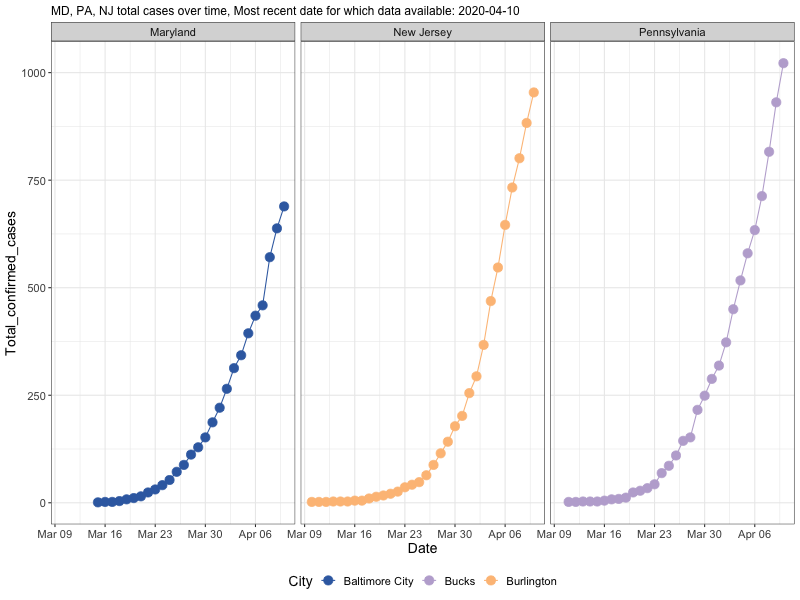 MD, PA, NJ total cases over time, Most recent date for which data available: 2020-04-10
Maryland
New Jersey
Pennsylvania
Total_confirmed_cases
1000
750
500
250
0
Mar 09 Mar 16 Mar 23 Mar 30 Apr 06
Mar 09 Mar 16 Mar 23 Mar 30 Apr 06
Mar 09 Mar 16 Mar 23 Mar 30 Apr 06
Date
City Baltimore City Bucks Burlington